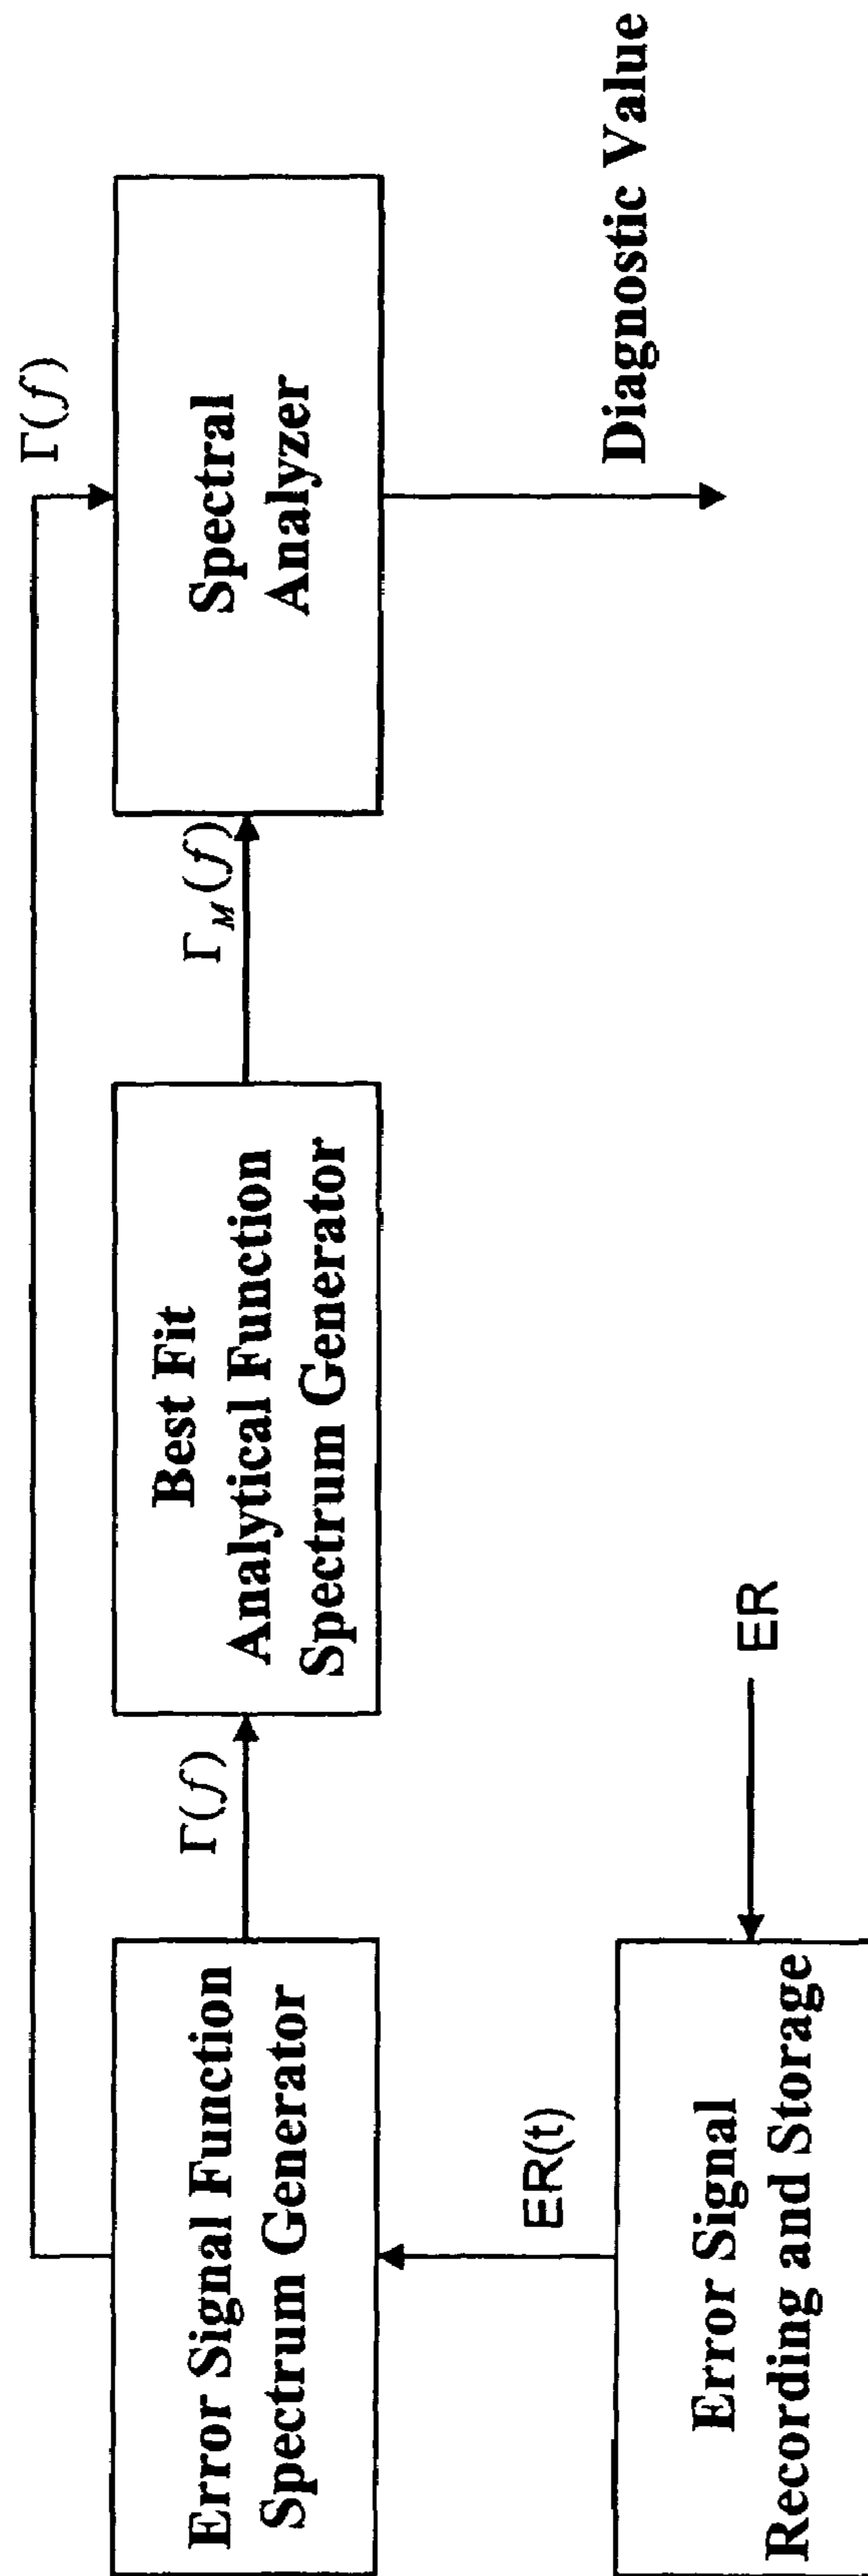 Γ(f)
Error Signal Function
Spectrum Generator
Γ(f)
Best Fit
Analytical Function
Spectrum Generator
Γ_M(f)
Spectral
Analyzer
ER(t)
Diagnostic Value
Error Signal
Recording and Storage
ER